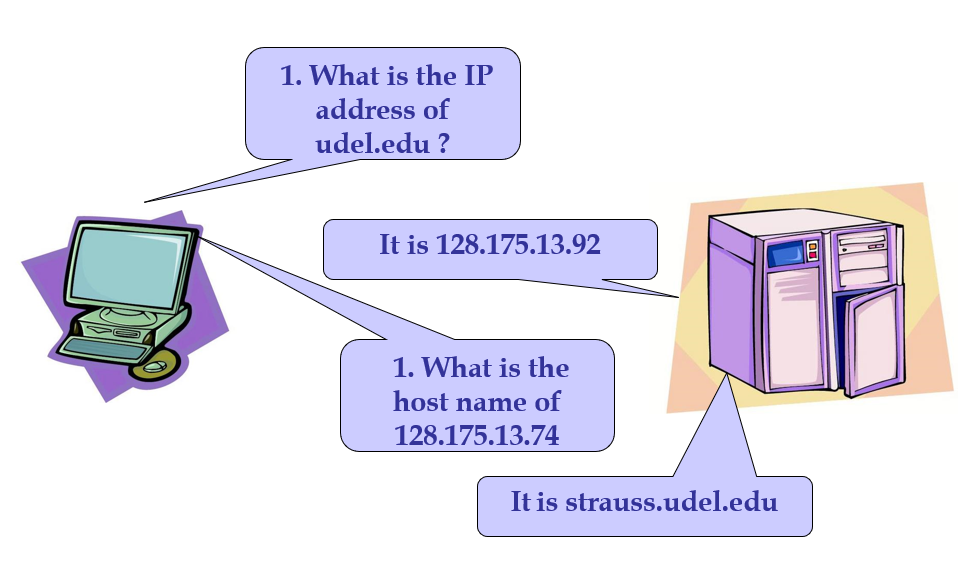 1. What is the IP
address of
udel.edu ?
It is 128.175.13.92
1. What is the
host name of
128.175.13.74
It is strauss.udel.edu